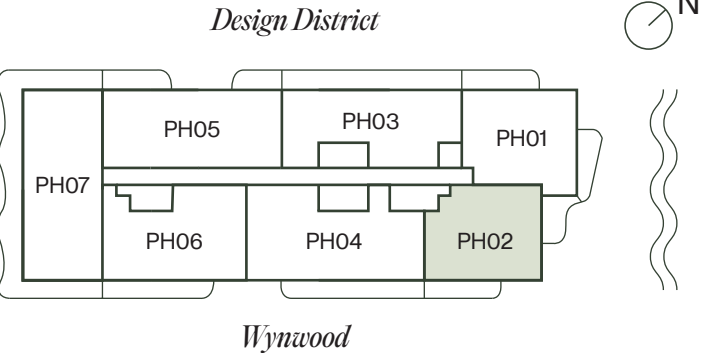 N
Design District
PH05
PH03
PH01
PH07
PH06
PH04
PH02
Wynwood